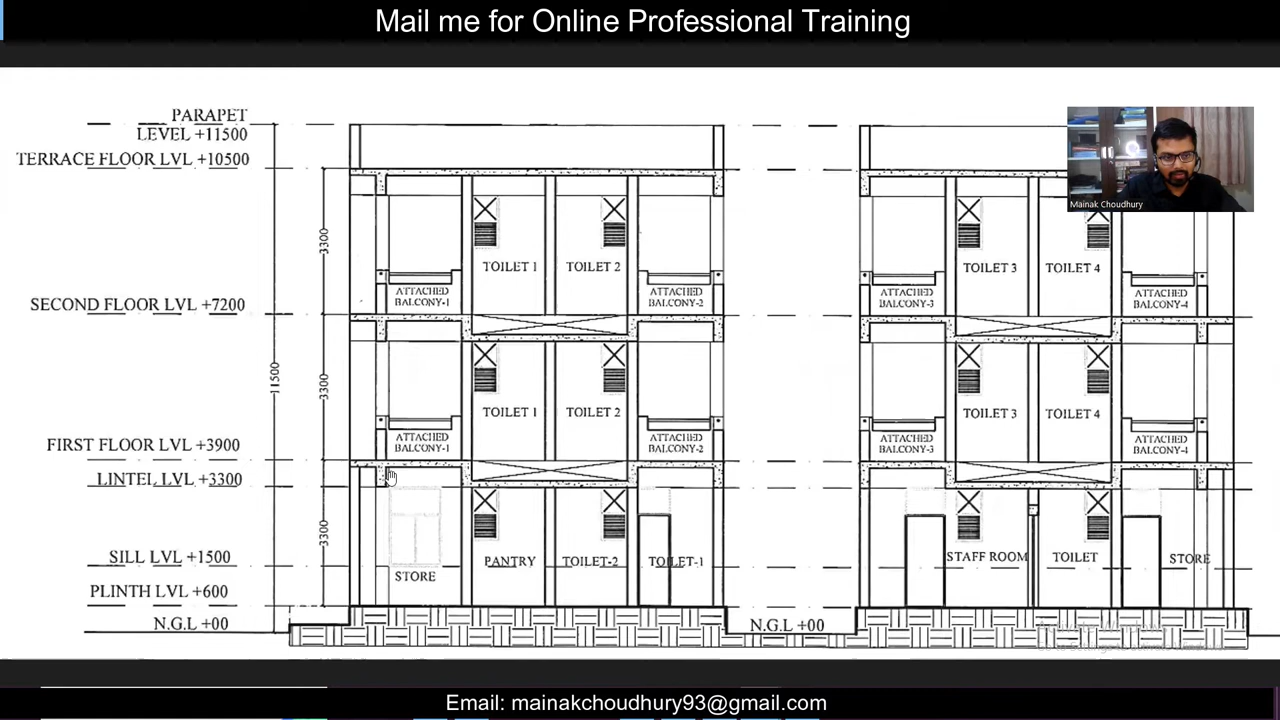 Mail me for Online Professional Training
PARAPET
LEVEL +11500
TERRACE FLOOR LVL +10500
SECOND FLOOR LVL +7200
FIRST FLOOR LVL +3900
LINTEL LVL +3300
SILL LVL +1500
PLINTH LVL +600
N.G.L +00
11500
3300
3300
3300
TOILET 1
TOILET 2
ATTACHED
BALCONY-1
ATTACHED
BALCONY-2
TOILET 3
TOILET 4
ATTACHED
BALCONY-3
ATTACHED
BALCONY-4
TOILET 1
TOILET 2
ATTACHED
BALCONY-1
ATTACHED
BALCONY-2
TOILET 3
TOILET 4
ATTACHED
BALCONY-3
ATTACHED
BALCONY-4
STORE
PANTRY
TOILET-2
TOILET-1
STAFF ROOM
TOILET
STORE
N.G.L +00
Mainak Choudhury
Email: mainakchoudhury93@gmail.com